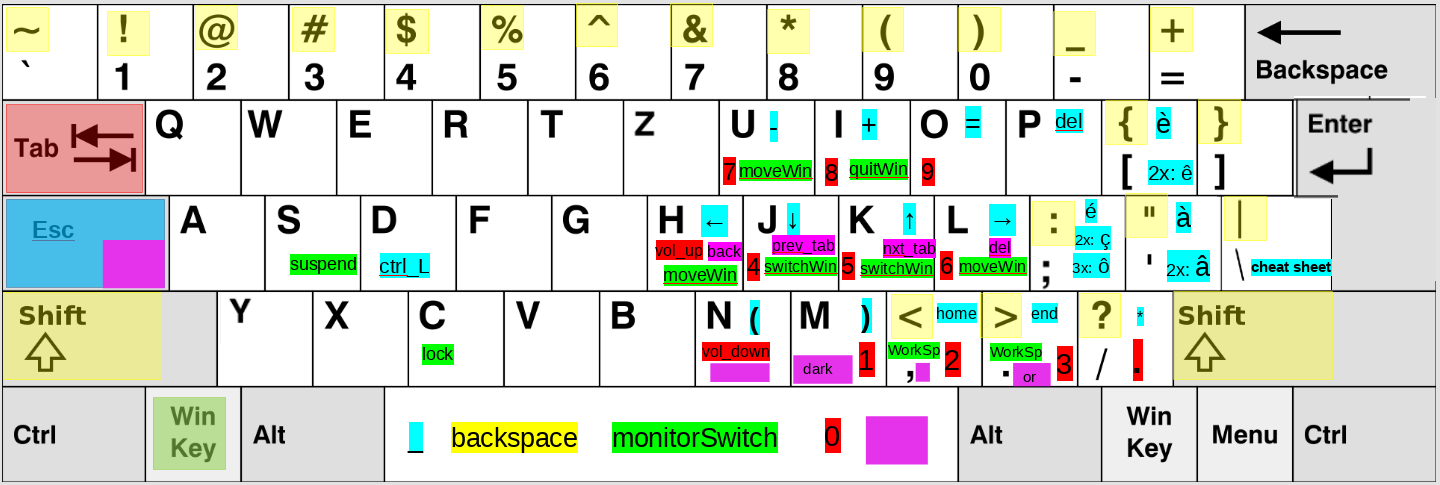 ~ ! @ # $ % ^ & * ( ) _ +
` 1 2 3 4 5 6 7 8 9 0 - = Backspace
Tab Q W E R T Z U - I + O = P del { è } Enter
7 moveWin 8 quitWin 9 [ 2x: ê ]
Esc A S D F G H ← J ↓ K ↑ L → : é " à |
vol_up back prev_tab nxt_tab del 2x: ç
suspend ctrl_L moveWin 4 switchWin 5 switchWin 6 moveWin ; 3x: ô ' 2x: â \ cheat sheet
Shift Y X C V B N ( M ) < home > end ? * Shift
lock vol_down dark 1 WorkSp 2 WorkSp 3
, . or / .
Ctrl Win Key Alt _ backspace monitorSwitch 0 Alt Win Key Menu Ctrl